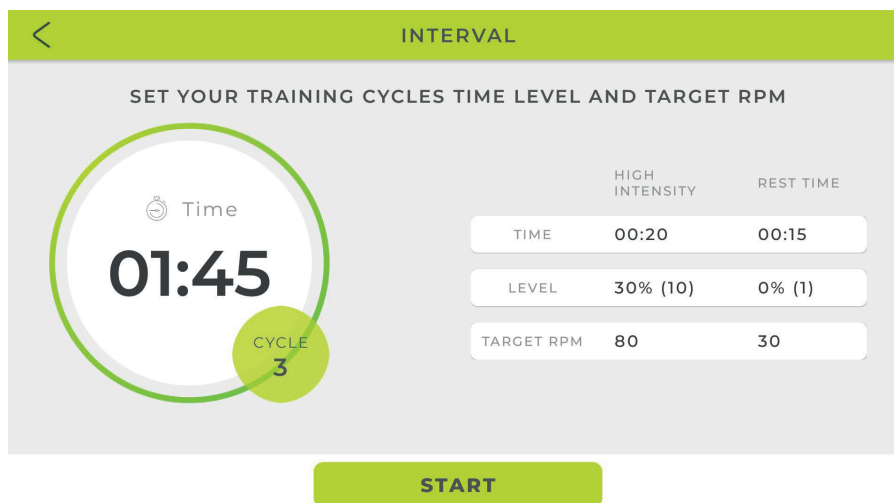 INTERVAL
SET YOUR TRAINING CYCLES TIME LEVEL AND TARGET RPM
Time
01:45
CYCLE
3
HIGH
INTENSITY
REST TIME
TIME 00:20 00:15
LEVEL 30% (10) 0% (1)
TARGET RPM 80 30
START